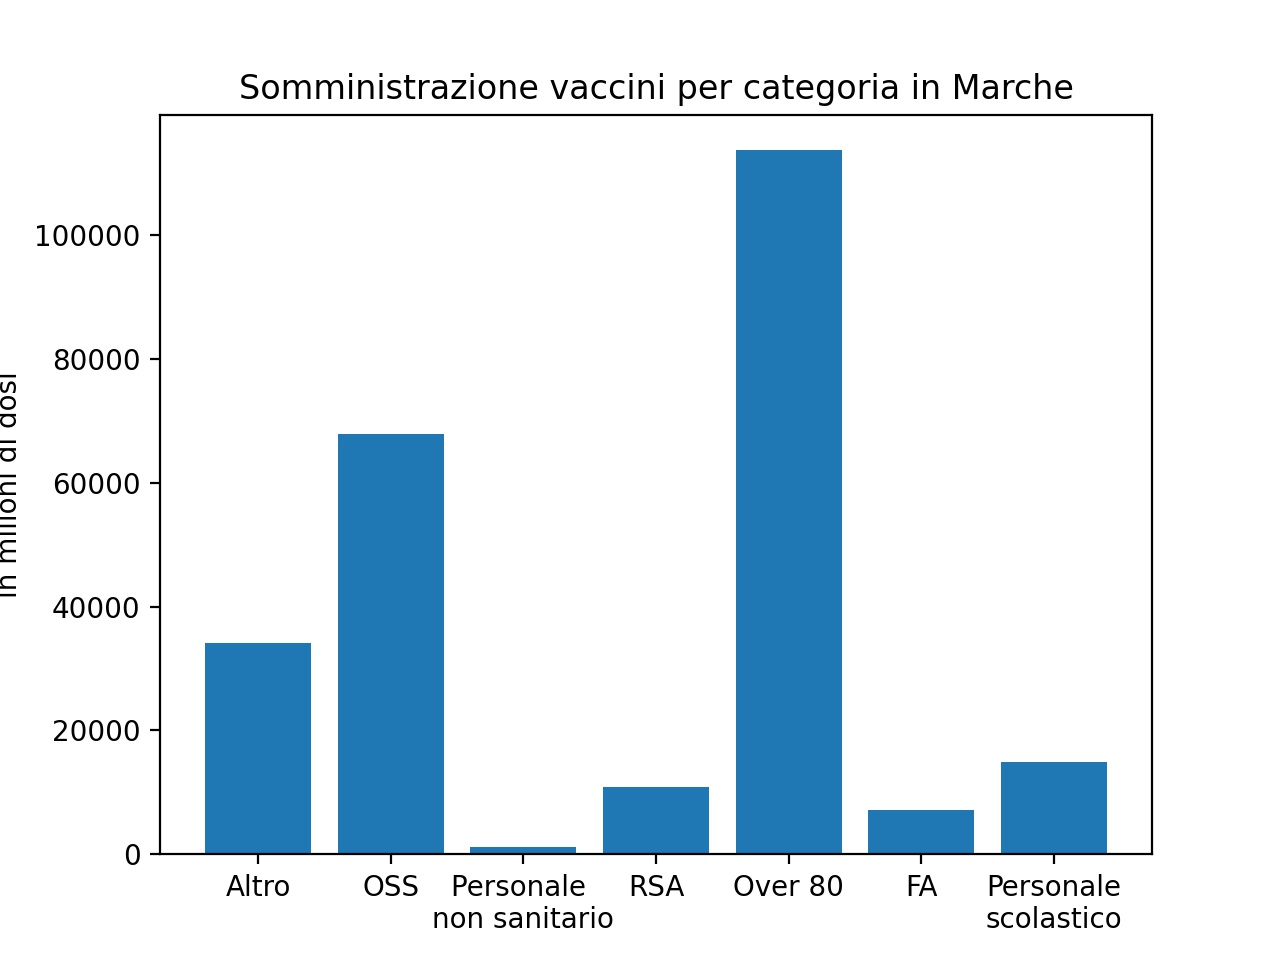 Somministrazione vaccini per categoria in Marche
in milioni di dosi
100000
80000
60000
40000
20000
0
Altro
OSS
Personale
non sanitario
RSA
Over 80
FA
Personale
scolastico